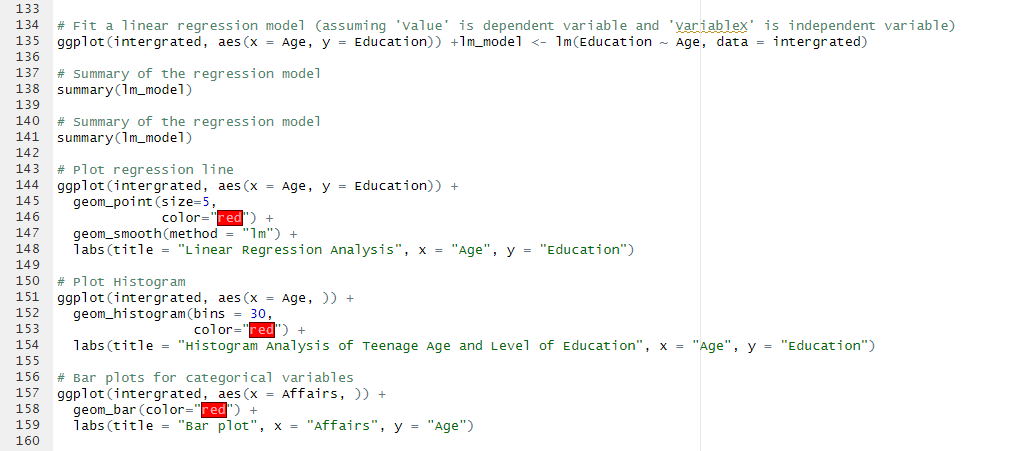 133
134 # Fit a linear regression model (assuming 'Value' is dependent variable and 'VariableX' is independent variable)
135 ggplot(intergrated, aes(x = Age, y = Education)) +lm_model <- lm(Education ~ Age, data = intergrated)
136
137 # Summary of the regression model
138 summary(lm_model)
139
140 # Summary of the regression model
141 summary(lm_model)
142
143 # Plot regression line
144 ggplot(intergrated, aes(x = Age, y = Education)) +
145   geom_point(size=5,
146              color="red") +
147   geom_smooth(method = "lm") +
148   labs(title = "Linear Regression Analysis", x = "Age", y = "Education")
149
150 # Plot Histogram
151 ggplot(intergrated, aes(x = Age, )) +
152   geom_histogram(bins = 30,
153                  color="red") +
154   labs(title = "Histogram Analysis of Teenage Age and Level of Education", x = "Age", y = "Education")
155
156 # Bar plots for categorical variables
157 ggplot(intergrated, aes(x = Affairs, )) +
158   geom_bar(color="red") +
159   labs(title = "Bar plot", x = "Affairs", y = "Age")
160